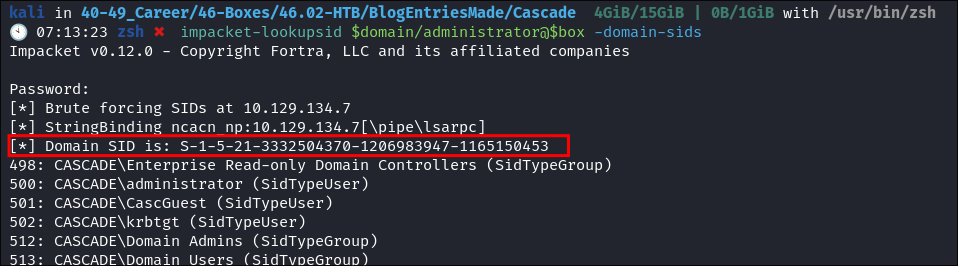 kali in 40-49_Career/46-Boxes/46.02-HTB/BlogEntriesMade/Cascade 4GiB/15GiB | 0B/1GiB with /usr/bin/zsh
07:13:23 zsh ✖ impacket-lookupsid $domain/administrator@$box -domain-sids
Impacket v0.12.0 - Copyright Fortra, LLC and its affiliated companies
Password:
[*] Brute forcing SIDs at 10.129.134.7
[*] StringBinding ncacn_np:10.129.134.7[\pipe\lsarpc]
[*] Domain SID is: S-1-5-21-3332504370-1206983947-1165150453
498: CASCADE\Enterprise Read-only Domain Controllers (SidTypeGroup)
500: CASCADE\administrator (SidTypeUser)
501: CASCADE\CascGuest (SidTypeUser)
502: CASCADE\krbtgt (SidTypeUser)
512: CASCADE\Domain Admins (SidTypeGroup)
513: CASCADE\Domain Users (SidTypeGroup)